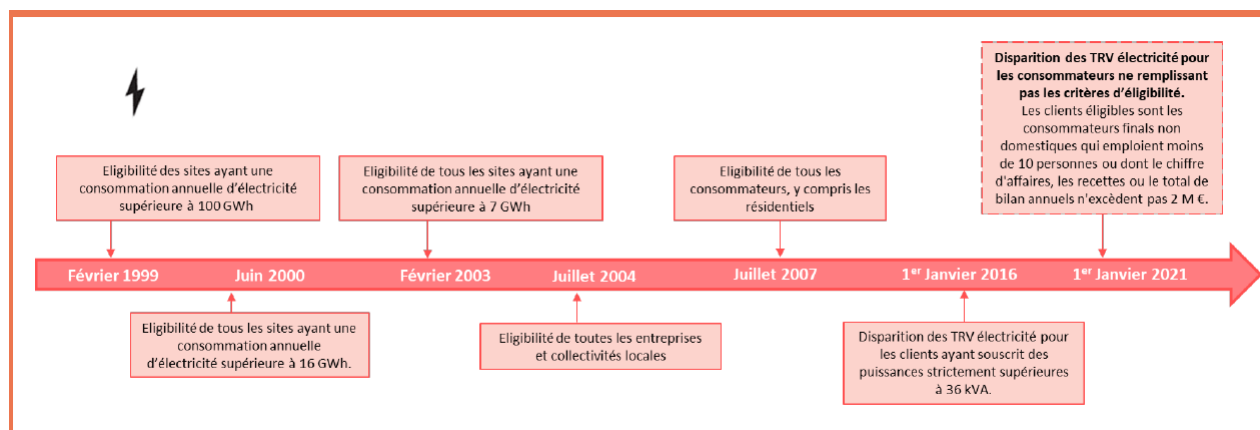 Disparition des TRV électricité pour
les consommateurs ne remplissant
pas les critères d'éligibilité.
Les clients éligibles sont les
consommateurs finals non
domestiques qui emploient moins
de 10 personnes ou dont le chiffre
d'affaires, les recettes ou le total de
bilan annuels n'excèdent pas 2 M €.
Eligibilité des sites ayant une
consommation annuelle d'électricité
supérieure à 100 GWh
Eligibilité de tous les sites ayant une
consommation annuelle d'électricité
supérieure à 7 GWh
Eligibilité de tous les
consommateurs, y compris les
résidentiels
Février 1999 Juin 2000 Février 2003 Juillet 2004 Juillet 2007 1er Janvier 2016 1er Janvier 2021
Eligibilité de tous les sites ayant une
consommation annuelle
d'électricité supérieure à 16 GWh.
Eligibilité de toutes les entreprises
et collectivités locales
Disparition des TRV électricité pour
les clients ayant souscrit des
puissances strictement supérieures
à 36 kVA.